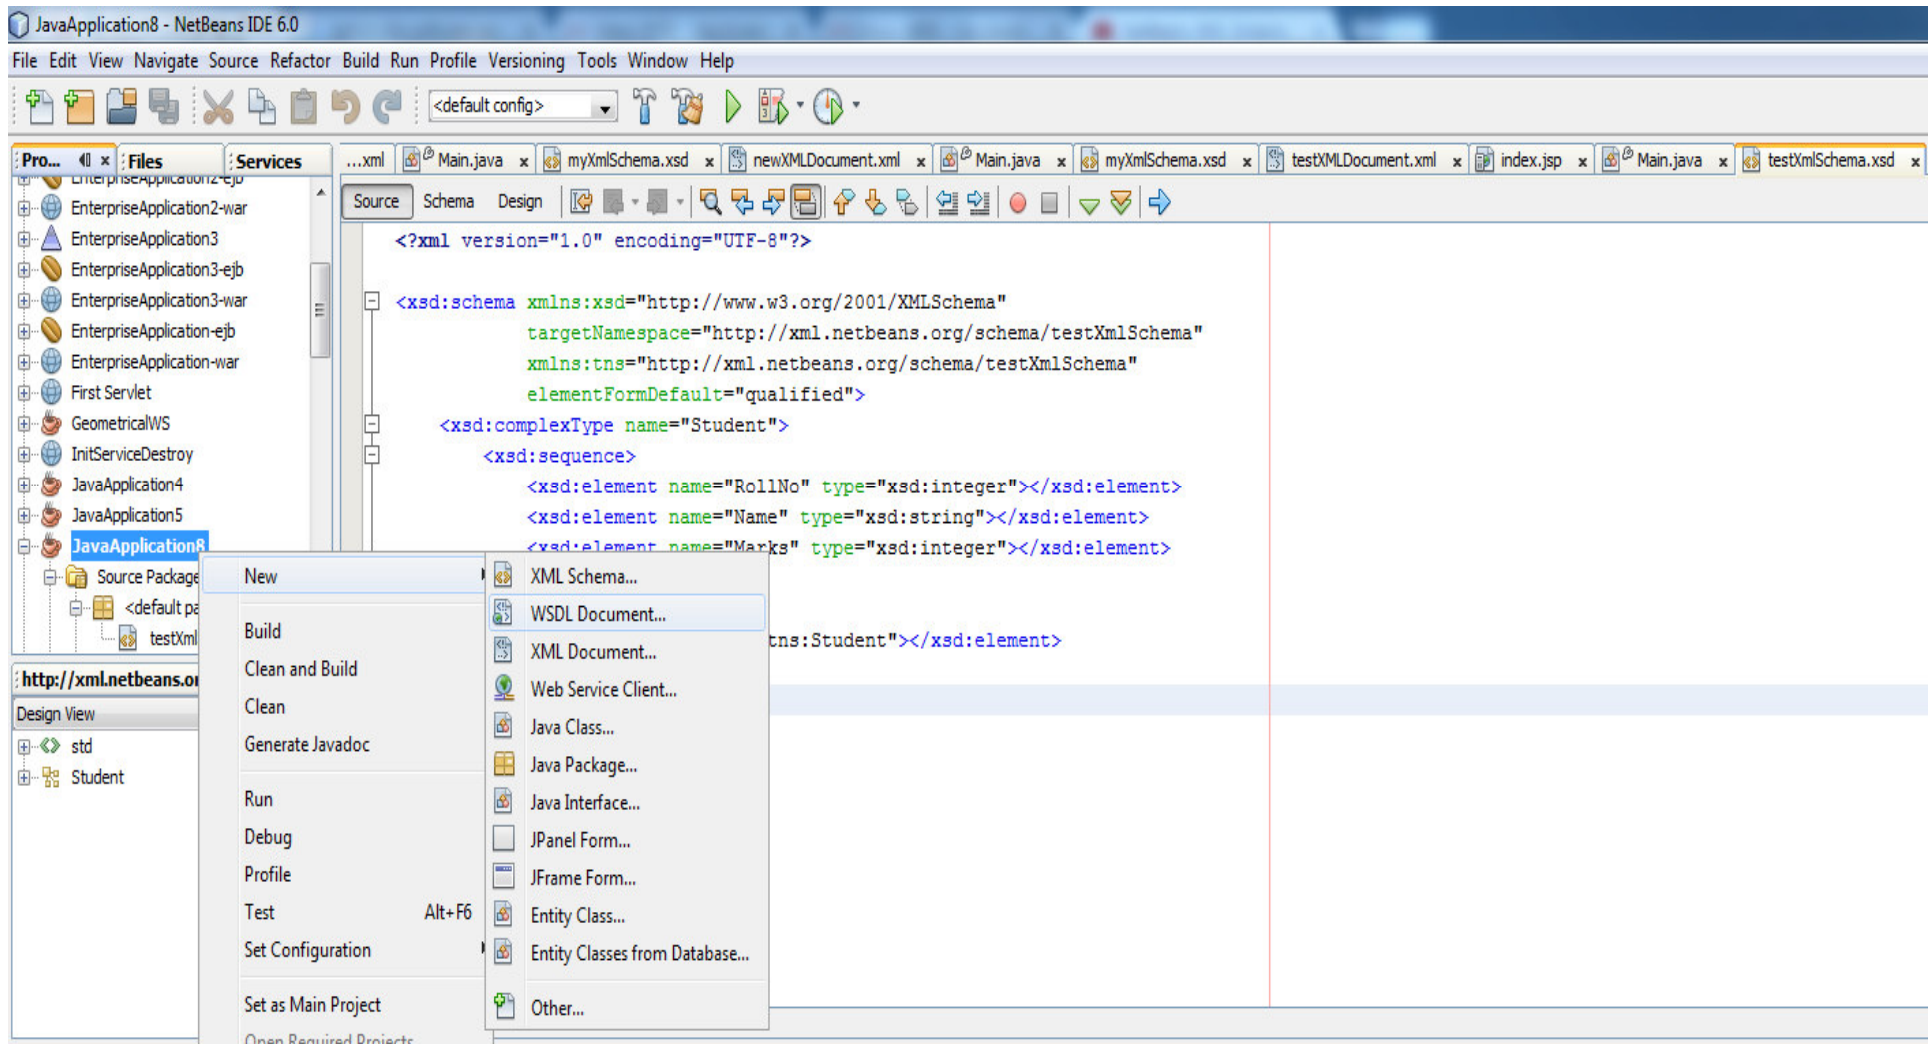 JavaApplication8 - NetBeans IDE 6.0
File Edit View Navigate Source Refactor Build Run Profile Versioning Tools Window Help
<default config>
Pro... Files Services
...xml Main.java myXmlSchema.xsd newXMLDocument.xml Main.java myXmlSchema.xsd testXMLDocument.xml index.jsp Main.java testXmlSchema.xsd
Source Schema Design
EnterpriseApplication2-ejb
EnterpriseApplication2-war
EnterpriseApplication3
EnterpriseApplication3-ejb
EnterpriseApplication3-war
EnterpriseApplication-ejb
EnterpriseApplication-war
First Servlet
GeometricalWS
InitServiceDestroy
JavaApplication4
JavaApplication5
JavaApplication8
Source Package
<default pa
testXml
<?xml version="1.0" encoding="UTF-8"?>
<xsd:schema xmlns:xsd="http://www.w3.org/2001/XMLSchema"
targetNamespace="http://xml.netbeans.org/schema/testXmlSchema"
xmlns:tns="http://xml.netbeans.org/schema/testXmlSchema"
elementFormDefault="qualified">
<xsd:complexType name="Student">
<xsd:sequence>
<xsd:element name="RollNo" type="xsd:integer"></xsd:element>
<xsd:element name="Name" type="xsd:string"></xsd:element>
<xsd:element name="Marks" type="xsd:integer"></xsd:element>
tns:Student"></xsd:element>
http://xml.netbeans.or
Design View
std
Student
New
Build
Clean and Build
Clean
Generate Javadoc
Run
Debug
Profile
Test Alt+F6
Set Configuration
Set as Main Project
Open Required Projects
XML Schema...
WSDL Document...
XML Document...
Web Service Client...
Java Class...
Java Package...
Java Interface...
JPanel Form...
JFrame Form...
Entity Class...
Entity Classes from Database...
Other...